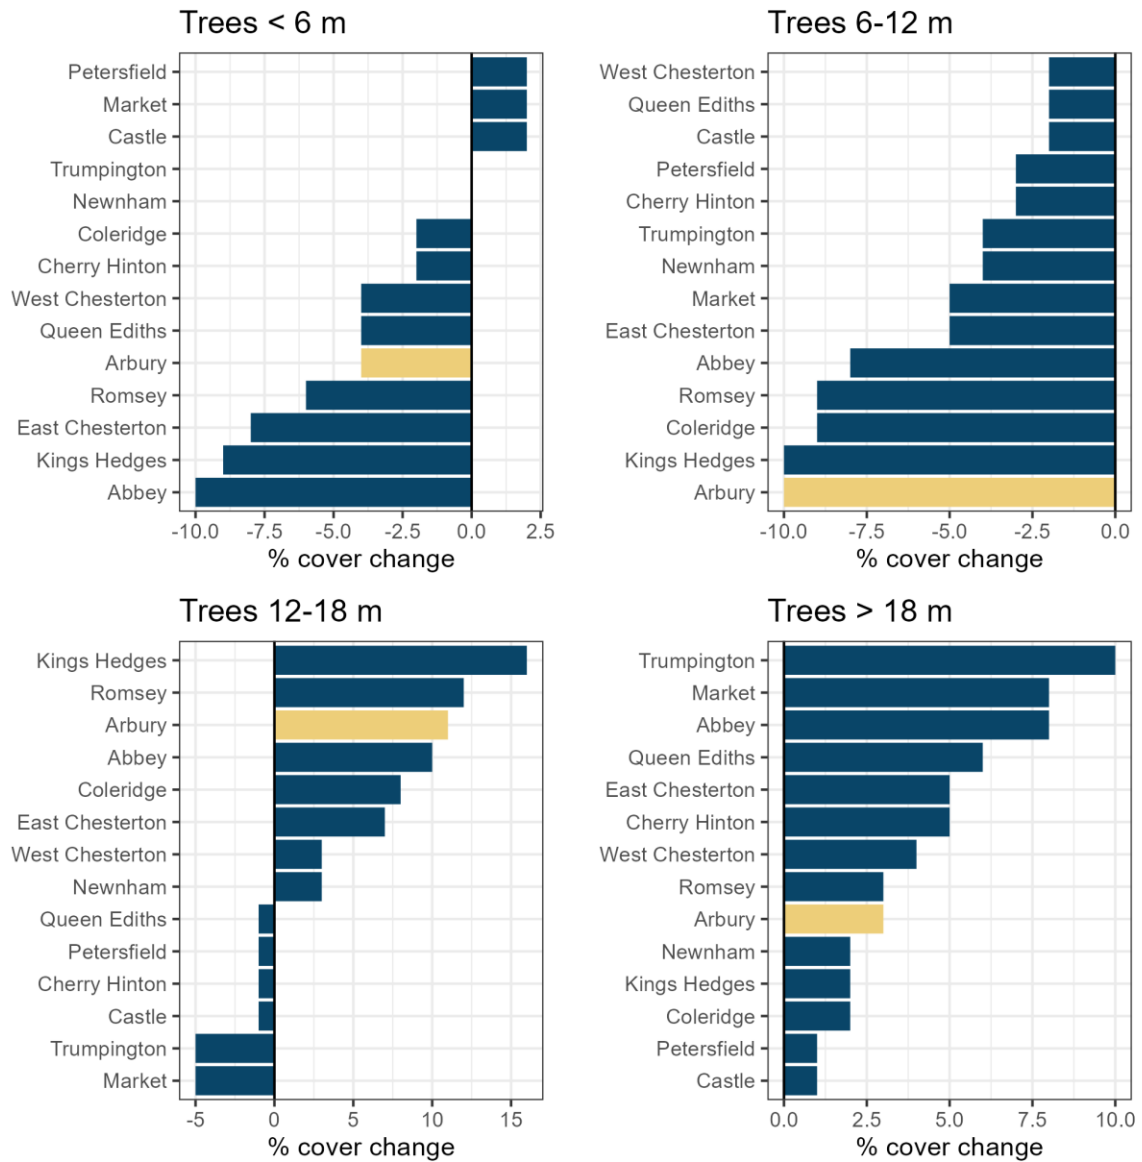 Trees < 6 m
Petersfield
Market
Castle
Trumpington
Newnham
Coleridge
Cherry Hinton
West Chesterton
Queen Ediths
Arbury
Romsey
East Chesterton
Kings Hedges
Abbey
-10.0 -7.5 -5.0 -2.5 0.0 2.5
% cover change
Trees 6-12 m
West Chesterton
Queen Ediths
Castle
Petersfield
Cherry Hinton
Trumpington
Newnham
Market
East Chesterton
Abbey
Romsey
Coleridge
Kings Hedges
Arbury
-10.0 -7.5 -5.0 -2.5 0.0
% cover change
Trees 12-18 m
Kings Hedges
Romsey
Arbury
Abbey
Coleridge
East Chesterton
West Chesterton
Newnham
Queen Ediths
Petersfield
Cherry Hinton
Castle
Trumpington
Market
-5 0 5 10 15
% cover change
Trees > 18 m
Trumpington
Market
Abbey
Queen Ediths
East Chesterton
Cherry Hinton
West Chesterton
Romsey
Arbury
Newnham
Kings Hedges
Coleridge
Petersfield
Castle
0.0 2.5 5.0 7.5 10.0
% cover change